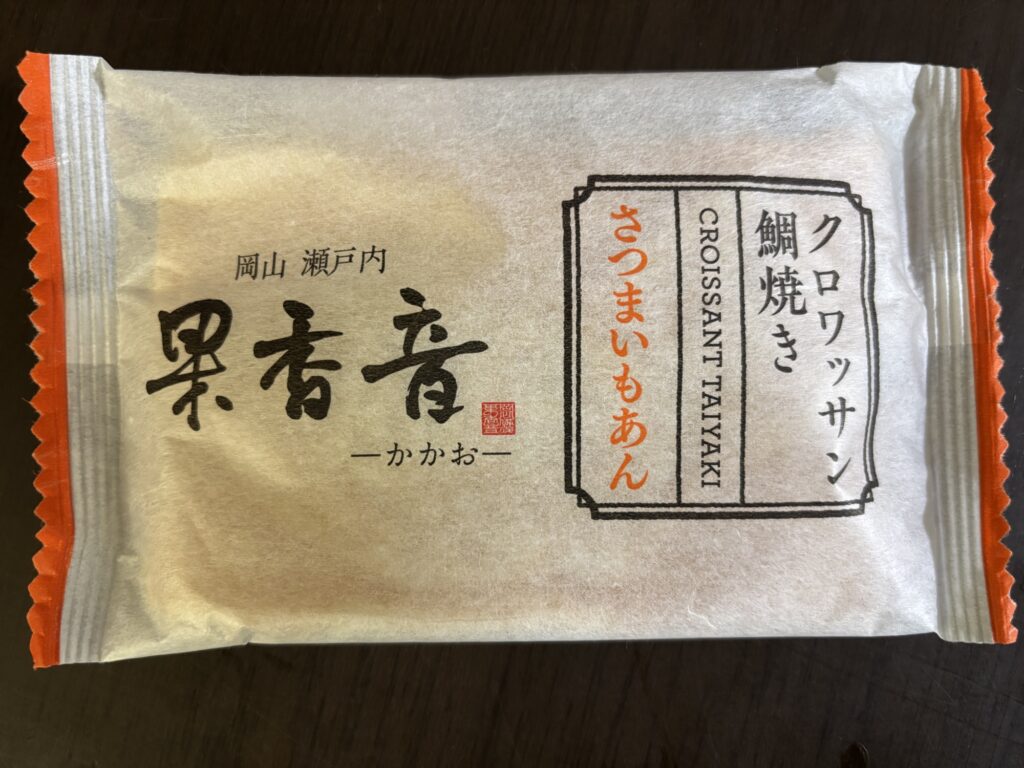 岡山 瀬戸内
果香音
—かかお—
クロワッサン
鯛焼き
CROISSANT TAIYAKI
さつまいもあん